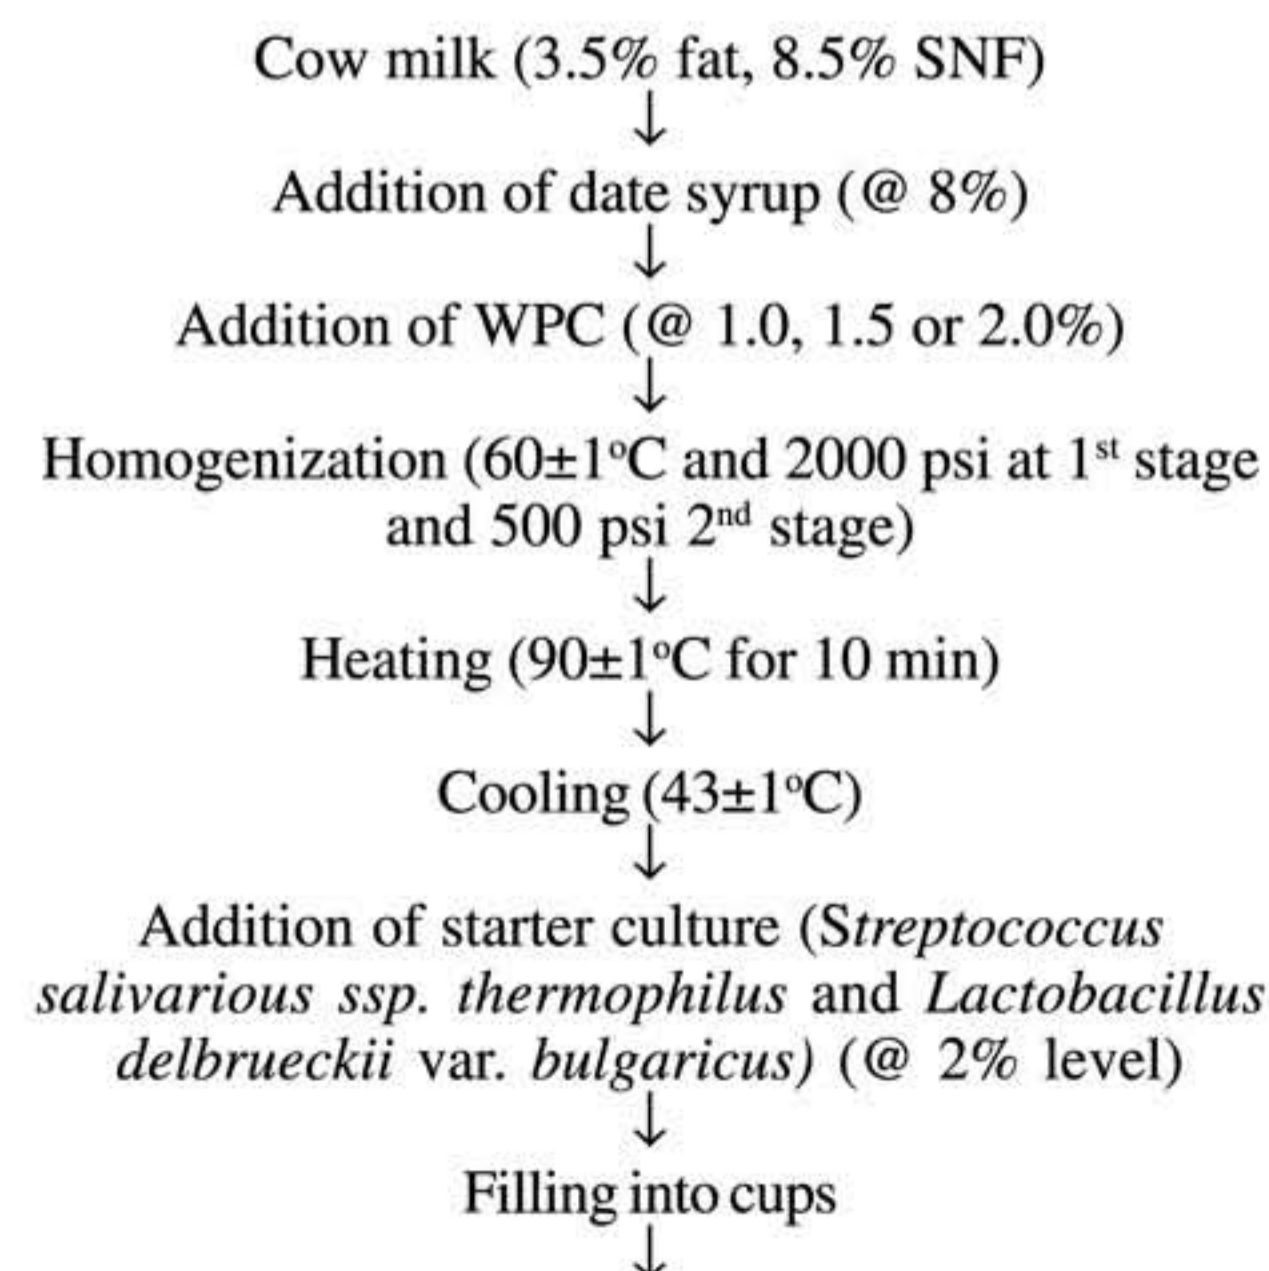 Cow milk (3.5% fat, 8.5% SNF)
↓
Addition of date syrup (@ 8%)
↓
Addition of WPC (@ 1.0, 1.5 or 2.0%)
↓
Homogenization (60±1°C and 2000 psi at 1st stage
and 500 psi 2nd stage)
↓
Heating (90±1°C for 10 min)
↓
Cooling (43±1°C)
↓
Addition of starter culture (Streptococcus
salivarious ssp. thermophilus and Lactobacillus
delbrueckii var. bulgaricus) (@ 2% level)
↓
Filling into cups
↓